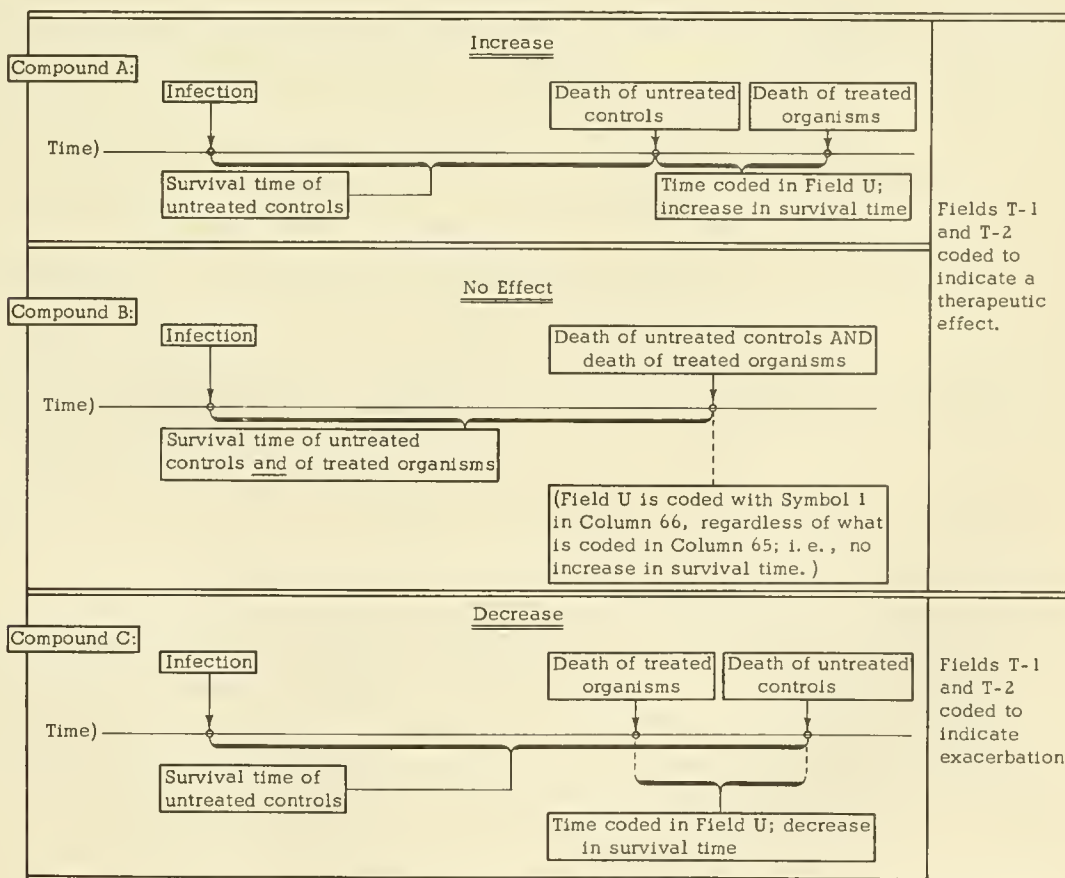 Increase
Compound A:
Infection
Death of untreated
controls
Death of treated
organisms
Time)
Survival time of
untreated controls
Time coded in Field U;
increase in survival time
Fields T-1
and T-2
coded to
indicate a
therapeutic
effect.
No Effect
Compound B:
Infection
Death of untreated controls AND
death of treated organisms
Time)
Survival time of untreated
controls and of treated organisms
(Field U is coded with Symbol 1
in Column 66, regardless of what
is coded in Column 65; i.e., no
increase in survival time.)
Decrease
Compound C:
Infection
Death of treated
organisms
Death of untreated
controls
Time)
Survival time of
untreated controls
Time coded in Field U; decrease
in survival time
Fields T-1
and T-2
coded to
indicate
exacerbation